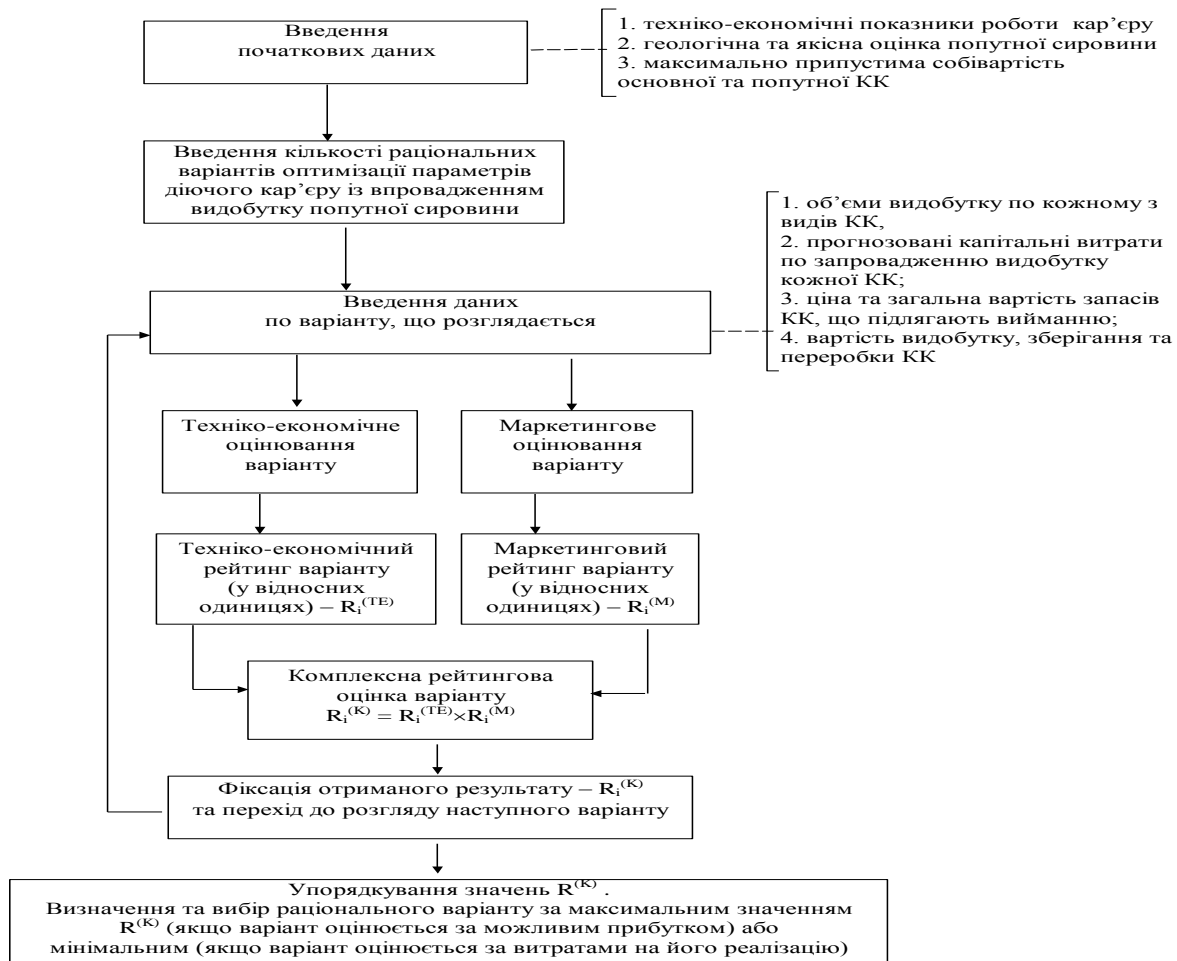 Введення
початкових даних
1. техніко-економічні показники роботи кар’єру
2. геологічна та якісна оцінка попутної сировини
3. максимально припустима собівартість
основної та попутної КК
Введення кількості раціональних
варіантів оптимізації параметрів
діючого кар’єру із впровадженням
видобутку попутної сировини
1. об’єми видобутку по кожному з
видів КК,
2. прогнозовані капітальні витрати
по запровадженню видобутку
кожної КК;
3. ціна та загальна вартість запасів
КК, що підлягають вийманню;
4. вартість видобутку, зберігання та
переробки КК
Введення даних
по варіанту, що розглядається
Техніко-економічне
оцінювання
варіанту
Маркетингове
оцінювання
варіанту
Техніко-економічний
рейтинг варіанту
(у відносних
одиницях) – Rᵢ⁽ᵀᴱ⁾
Маркетинговий
рейтинг варіанту
(у відносних
одиницях) – Rᵢ⁽ᴹ⁾
Комплексна рейтингова
оцінка варіанту
Rᵢ⁽ᴷ⁾ = Rᵢ⁽ᵀᴱ⁾×Rᵢ⁽ᴹ⁾
Фіксація отриманого результату – Rᵢ⁽ᴷ⁾
та перехід до розгляду наступного варіанту
Упорядкування значень R⁽ᴷ⁾ .
Визначення та вибір раціонального варіанту за максимальним значенням
R⁽ᴷ⁾ (якщо варіант оцінюється за можливим прибутком) або
мінімальним (якщо варіант оцінюється за витратами на його реалізацію)